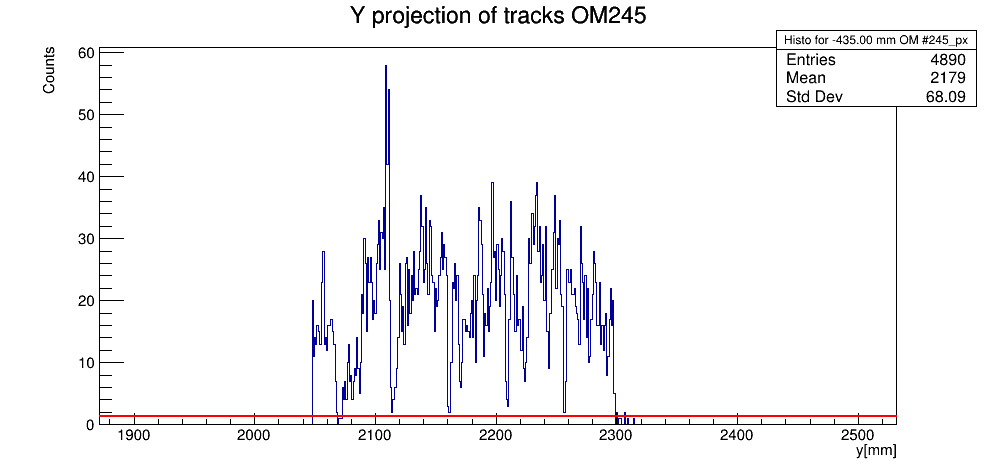 Y projection of tracks OM245
Histo for -435.00 mm OM #245_px
Entries 4890
Mean 2179
Std Dev 68.09
Counts
60
50
40
30
20
10
0
1900 2000 2100 2200 2300 2400 2500
y[mm]